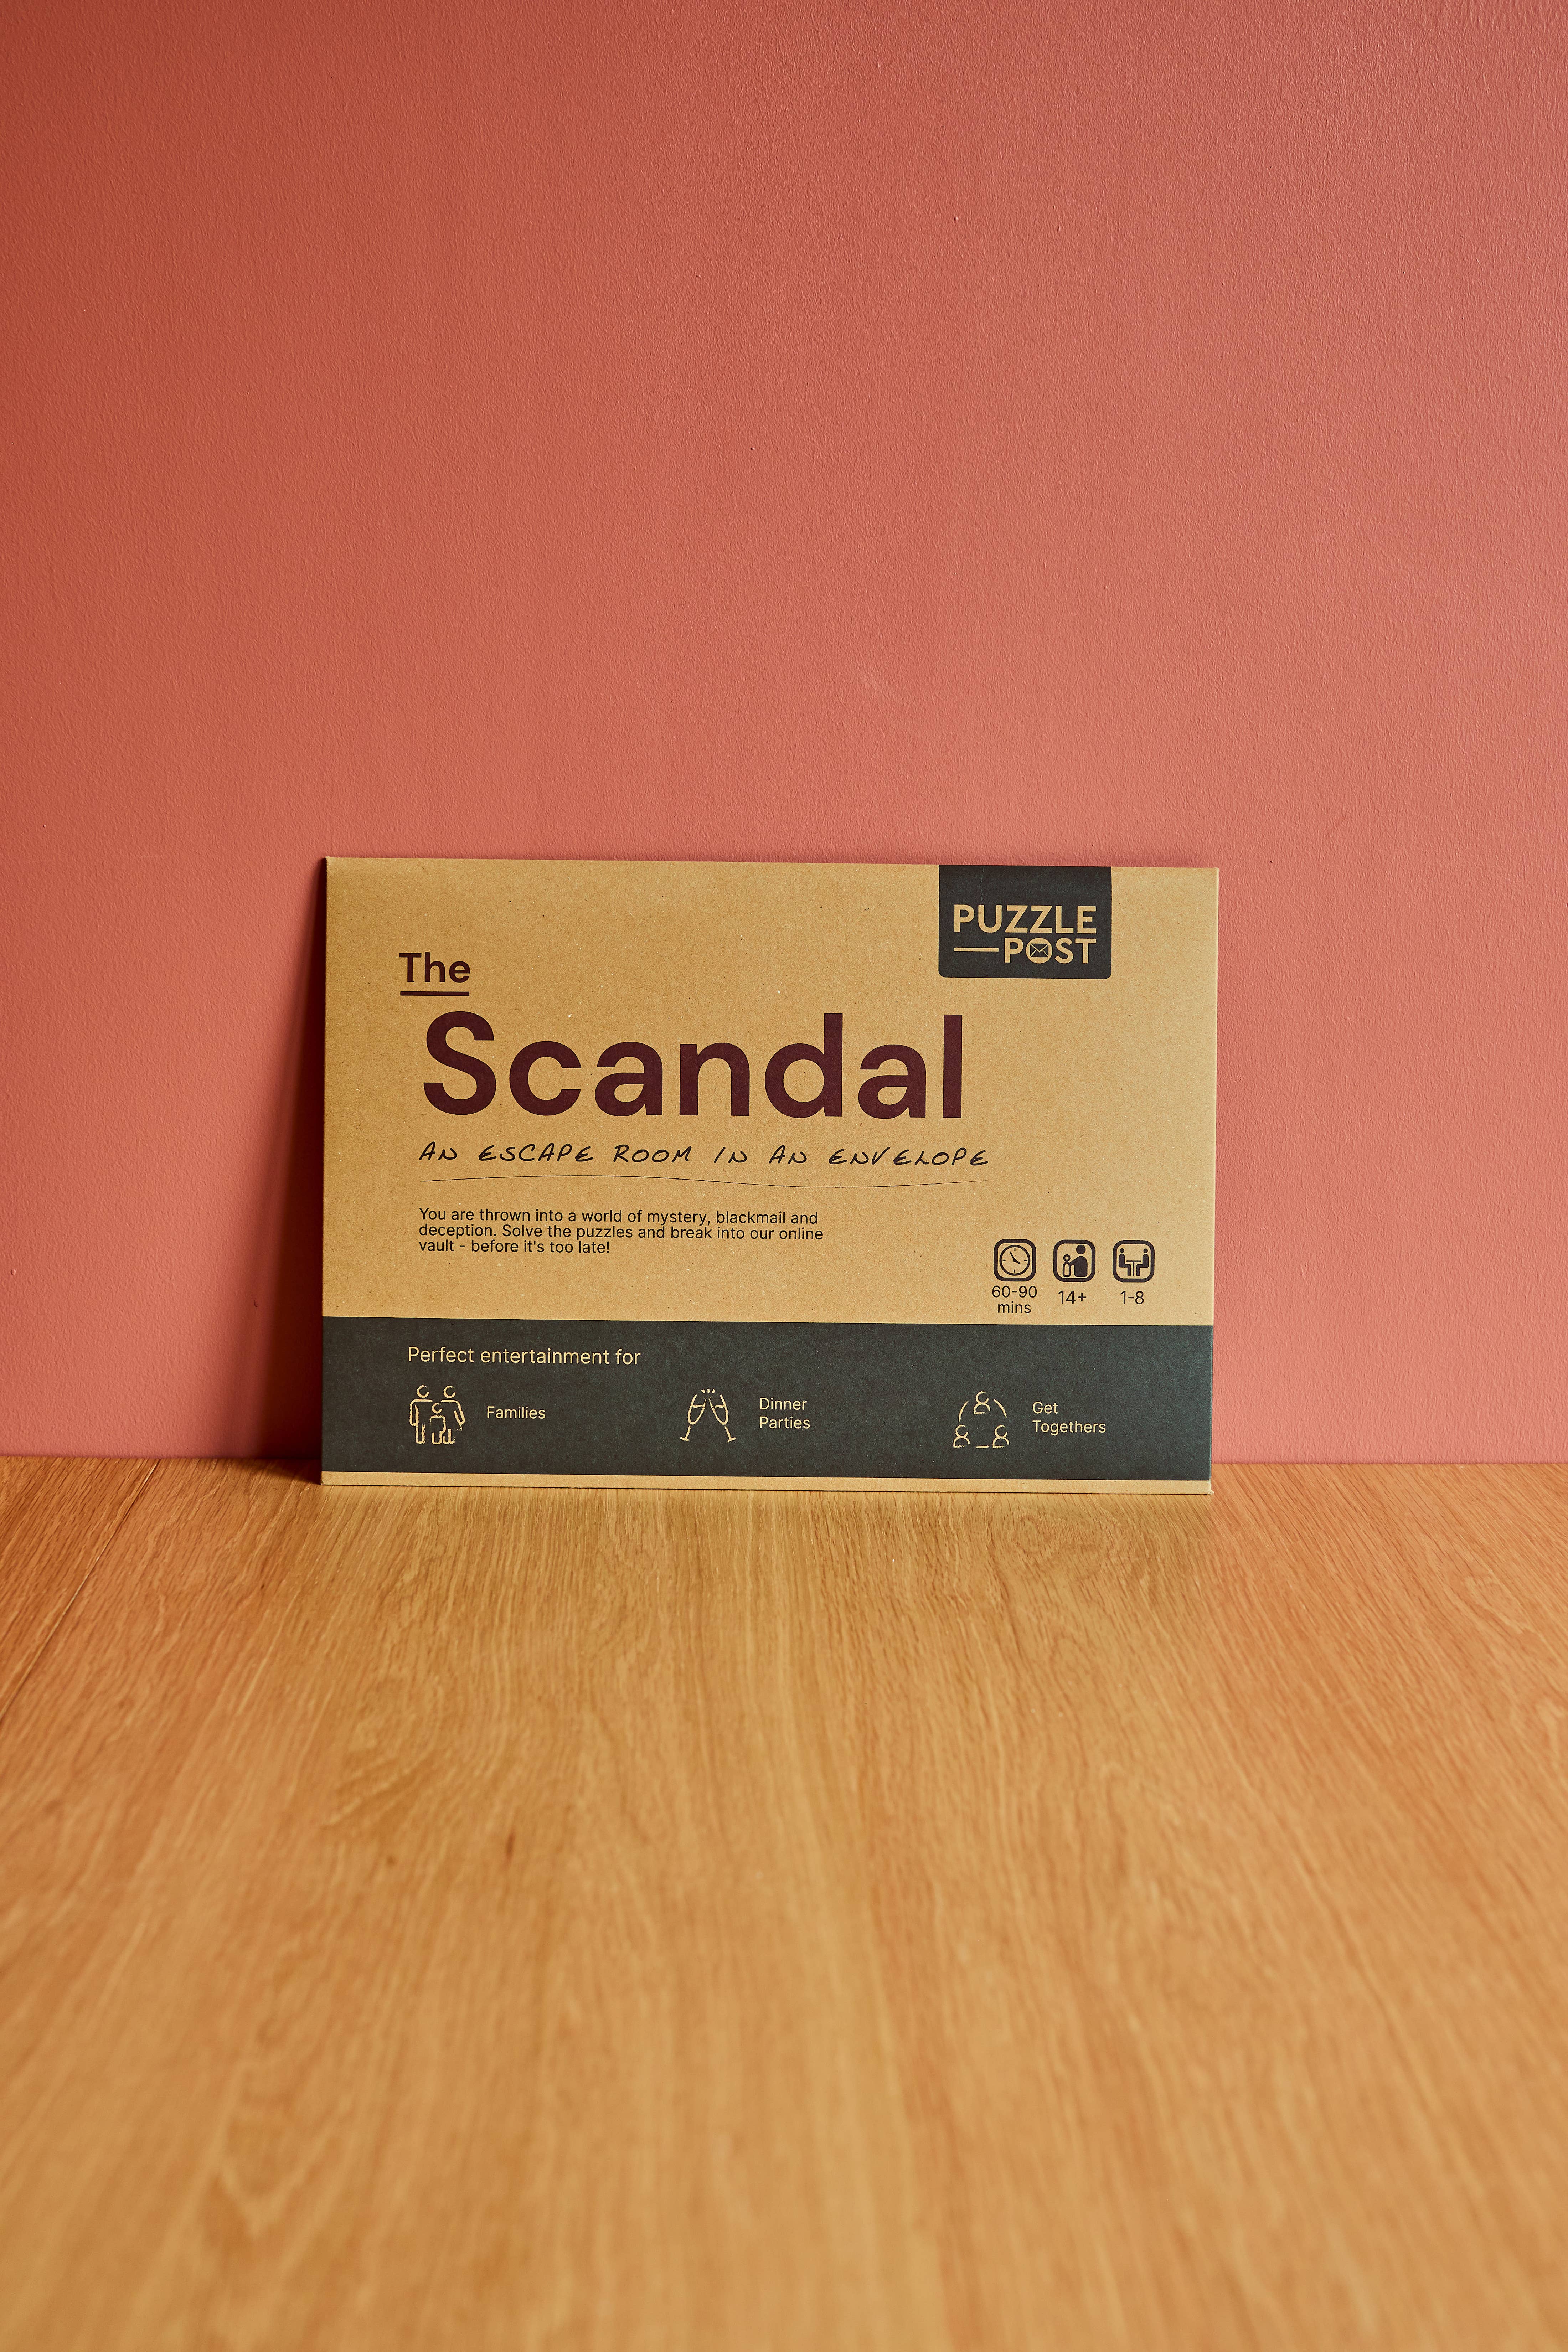 PUZZLE
POST
The
Scandal
AN ESCAPE ROOM IN AN ENVELOPE
You are thrown into a world of mystery, blackmail and
deception. Solve the puzzles and break into our online
vault - before it's too late!
60-90
mins
14+
1-8
Perfect entertainment for
Families
Dinner
Parties
Get
Togethers